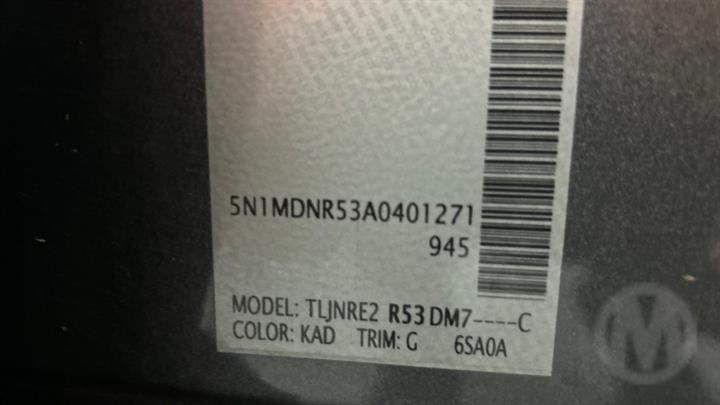 5N1MDNR53A0401271
945
MODEL: TLJNRE2 R53 DM7----C
COLOR: KAD TRIM: G 6SA0A
M